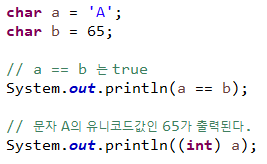 char a = 'A';
char b = 65;
// a == b 는 true
System.out.println(a == b);
// 문자 A의 유니코드값인 65가 출력된다.
System.out.println((int) a);